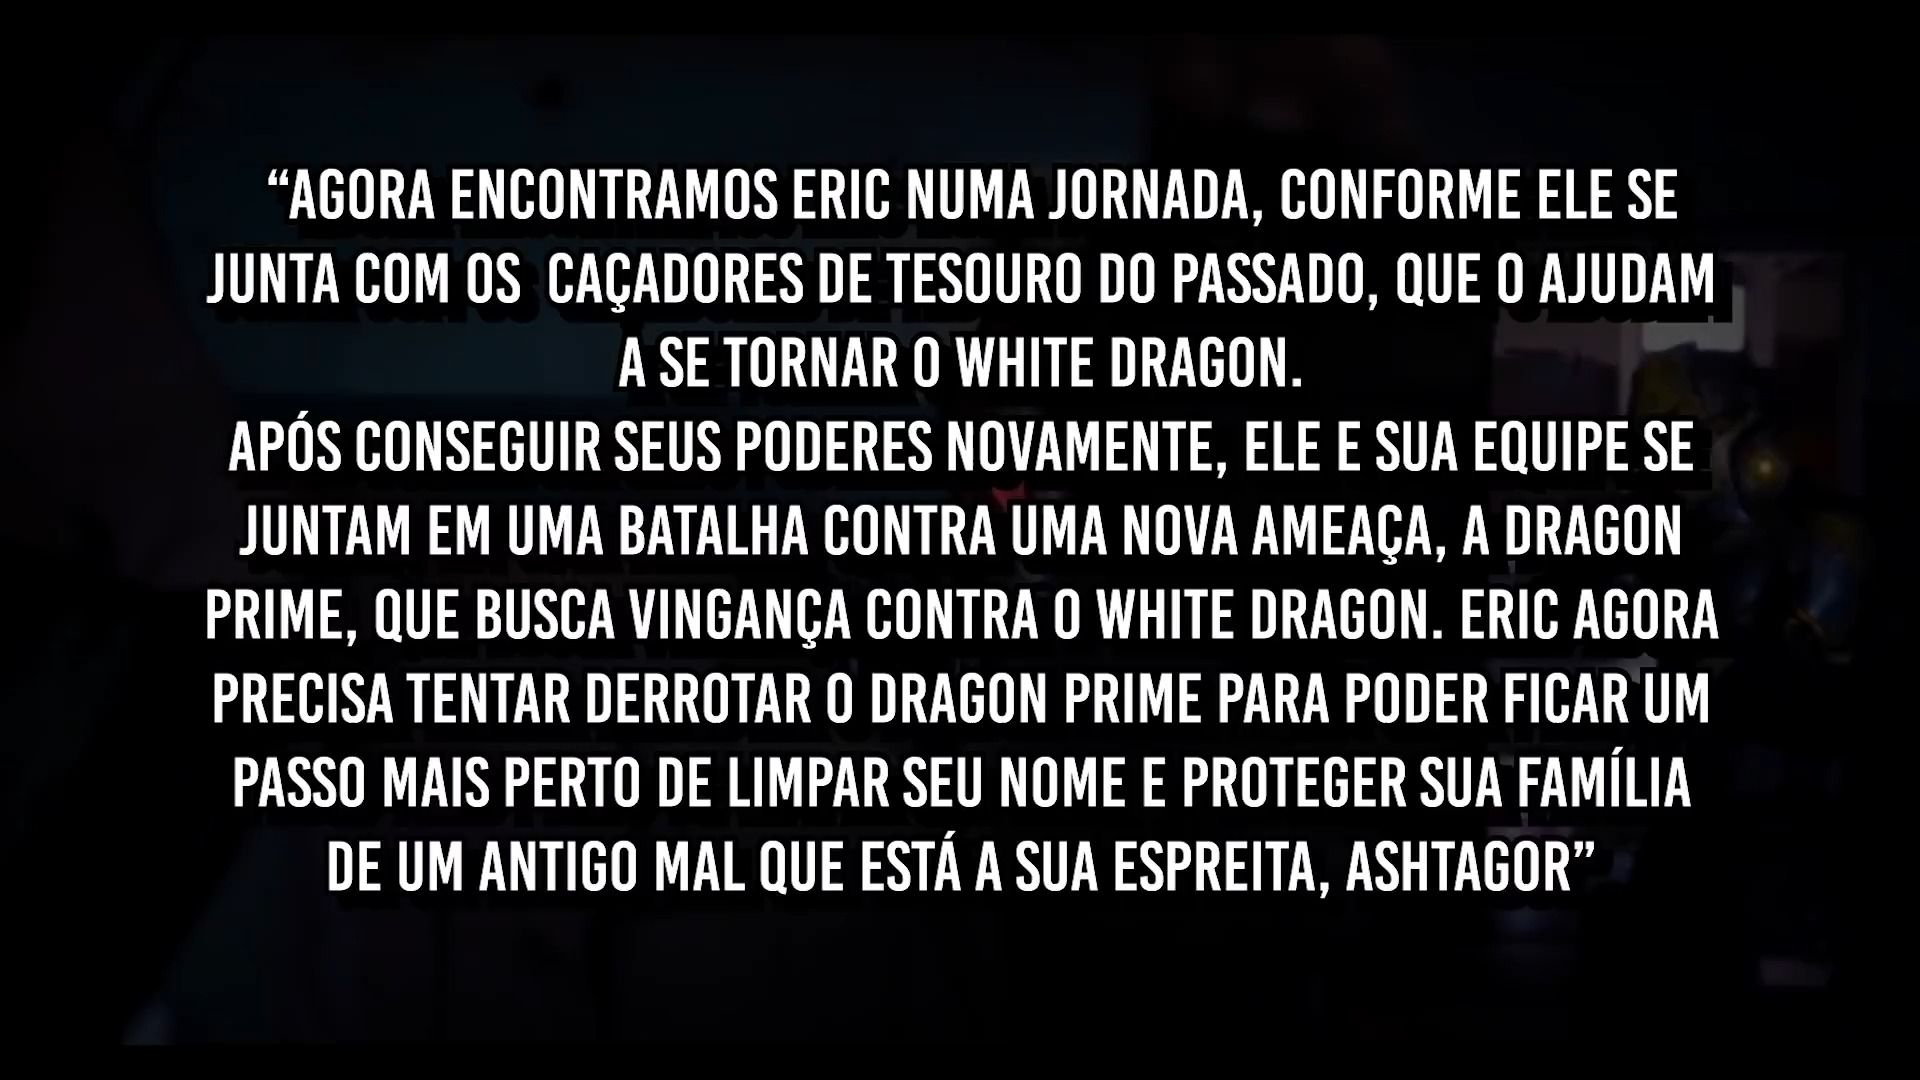 “AGORA ENCONTRAMOS ERIC NUMA JORNADA, CONFORME ELE SE
JUNTA COM OS CAÇADORES DE TESOURO DO PASSADO, QUE O AJUDAM
A SE TORNAR O WHITE DRAGON.
APÓS CONSEGUIR SEUS PODERES NOVAMENTE, ELE E SUA EQUIPE SE
JUNTAM EM UMA BATALHA CONTRA UMA NOVA AMEAÇA, A DRAGON
PRIME, QUE BUSCA VINGANÇA CONTRA O WHITE DRAGON. ERIC AGORA
PRECISA TENTAR DERROTAR O DRAGON PRIME PARA PODER FICAR UM
PASSO MAIS PERTO DE LIMPAR SEU NOME E PROTEGER SUA FAMÍLIA
DE UM ANTIGO MAL QUE ESTÁ A SUA ESPREITA, ASHTAGOR”